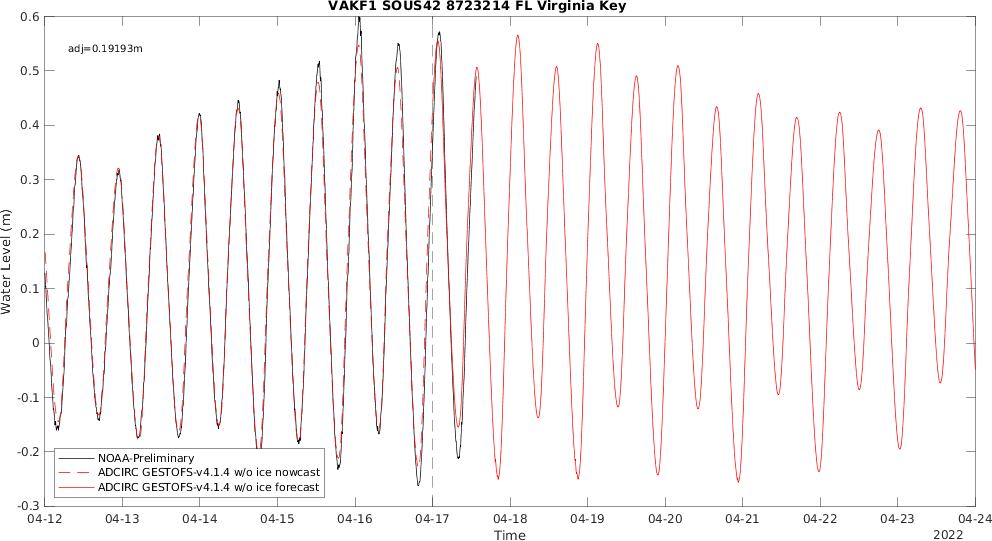 VAKF1 SOUS42 8723214 FL Virginia Key
0.6
adj=0.19193m
0.5
0.4
0.3
0.2
0.1
0
-0.1
-0.2
-0.3
Water Level (m)
NOAA-Preliminary
ADCIRC GESTOFS-v4.1.4 w/o ice nowcast
ADCIRC GESTOFS-v4.1.4 w/o ice forecast
04-12 04-13 04-14 04-15 04-16 04-17 04-18 04-19 04-20 04-21 04-22 04-23 04-24
Time
2022